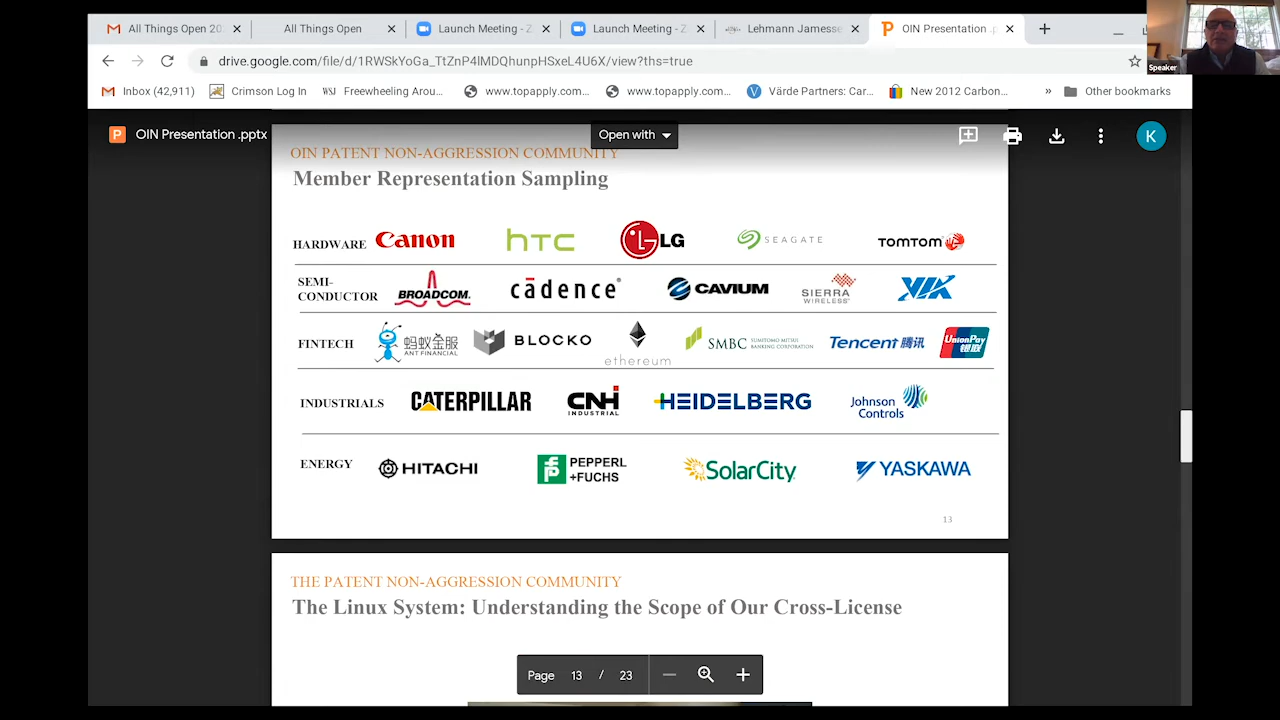 All Things Open 20
All Things Open
Launch Meeting - Z
Launch Meeting - Z
Lehmann Jamesse
OIN Presentation .p
Speaker
drive.google.com/file/d/1RWSkYoGa_TtZnP4lMDQhunpHSxeL4U6X/view?ths=true
Inbox (42,911)
Crimson Log In
WSJ Freewheeling Arou...
www.topapply.com...
www.topapply.com...
Värde Partners: Car...
New 2012 Carbon...
»
Other bookmarks
P OIN Presentation .pptx
Open with
K
OIN PATENT NON-AGGRESSION COMMUNITY
Member Representation Sampling
HARDWARE Canon hTC LG SEAGATE TOMTOM
SEMI-
CONDUCTOR
BROADCOM. cādence® CAVIUM SIERRA
WIRELESS VIA
FINTECH
蚂蚁金服
ANT FINANCIAL
BLOCKO
ethereum
SMBC SUMITOMO MITSUI
BANKING CORPORATION
Tencent 腾讯
UnionPay
银联
INDUSTRIALS CATERPILLAR CNH
INDUSTRIAL
HEIDELBERG
Johnson
Controls
ENERGY HITACHI PEPPERL
+FUCHS
SolarCity YASKAWA
13
THE PATENT NON-AGGRESSION COMMUNITY
The Linux System: Understanding the Scope of Our Cross-License
Page 13 / 23